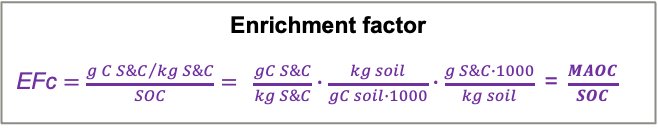 Enrichment factor
EFc = g C S&C/kg S&C / SOC = gC S&C / kg S&C · kg soil / gC soil·1000 · g S&C·1000 / kg soil = MAOC / SOC